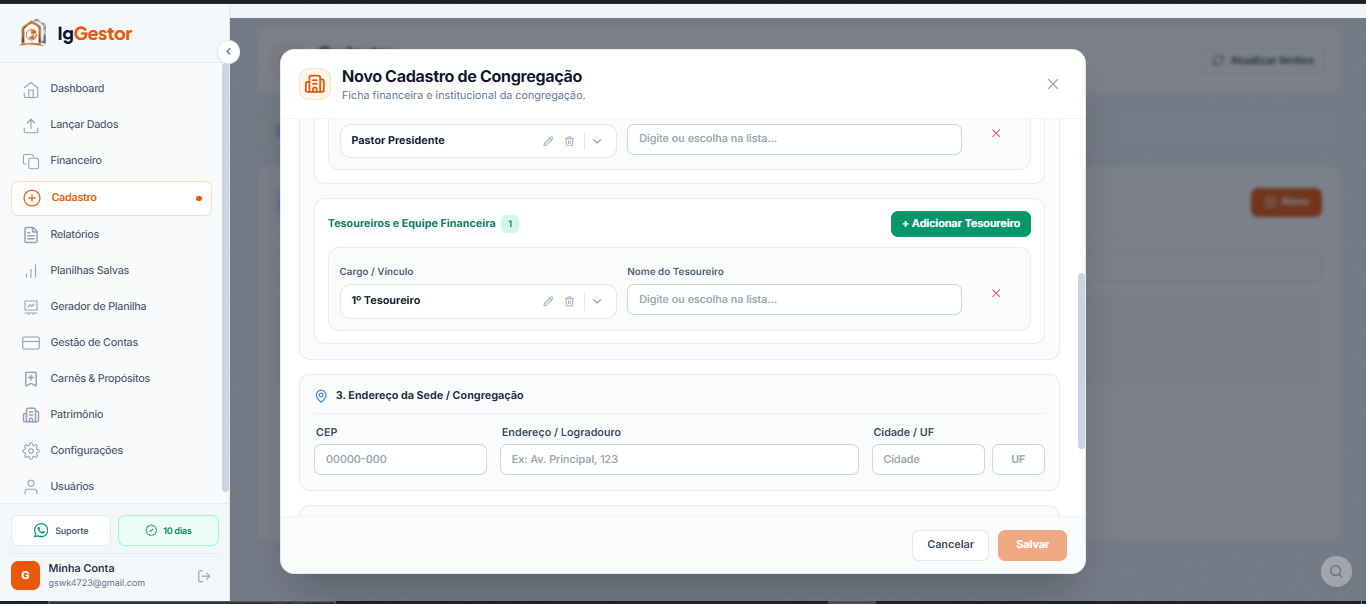 IgGestor
Dashboard
Lançar Dados
Financeiro
Cadastro
Relatórios
Planilhas Salvas
Gerador de Planilha
Gestão de Contas
Carnês & Propósitos
Patrimônio
Configurações
Usuários
Suporte
10 dias
G
Minha Conta
gswk4723@gmail.com
Atualizar limites
Novo
Novo Cadastro de Congregação
Ficha financeira e institucional da congregação.
Pastor Presidente
Digite ou escolha na lista...
Tesoureiros e Equipe Financeira 1
+ Adicionar Tesoureiro
Cargo / Vínculo
Nome do Tesoureiro
1º Tesoureiro
Digite ou escolha na lista...
3. Endereço da Sede / Congregação
CEP
Endereço / Logradouro
Cidade / UF
00000-000
Ex: Av. Principal, 123
Cidade
UF
Cancelar
Salvar